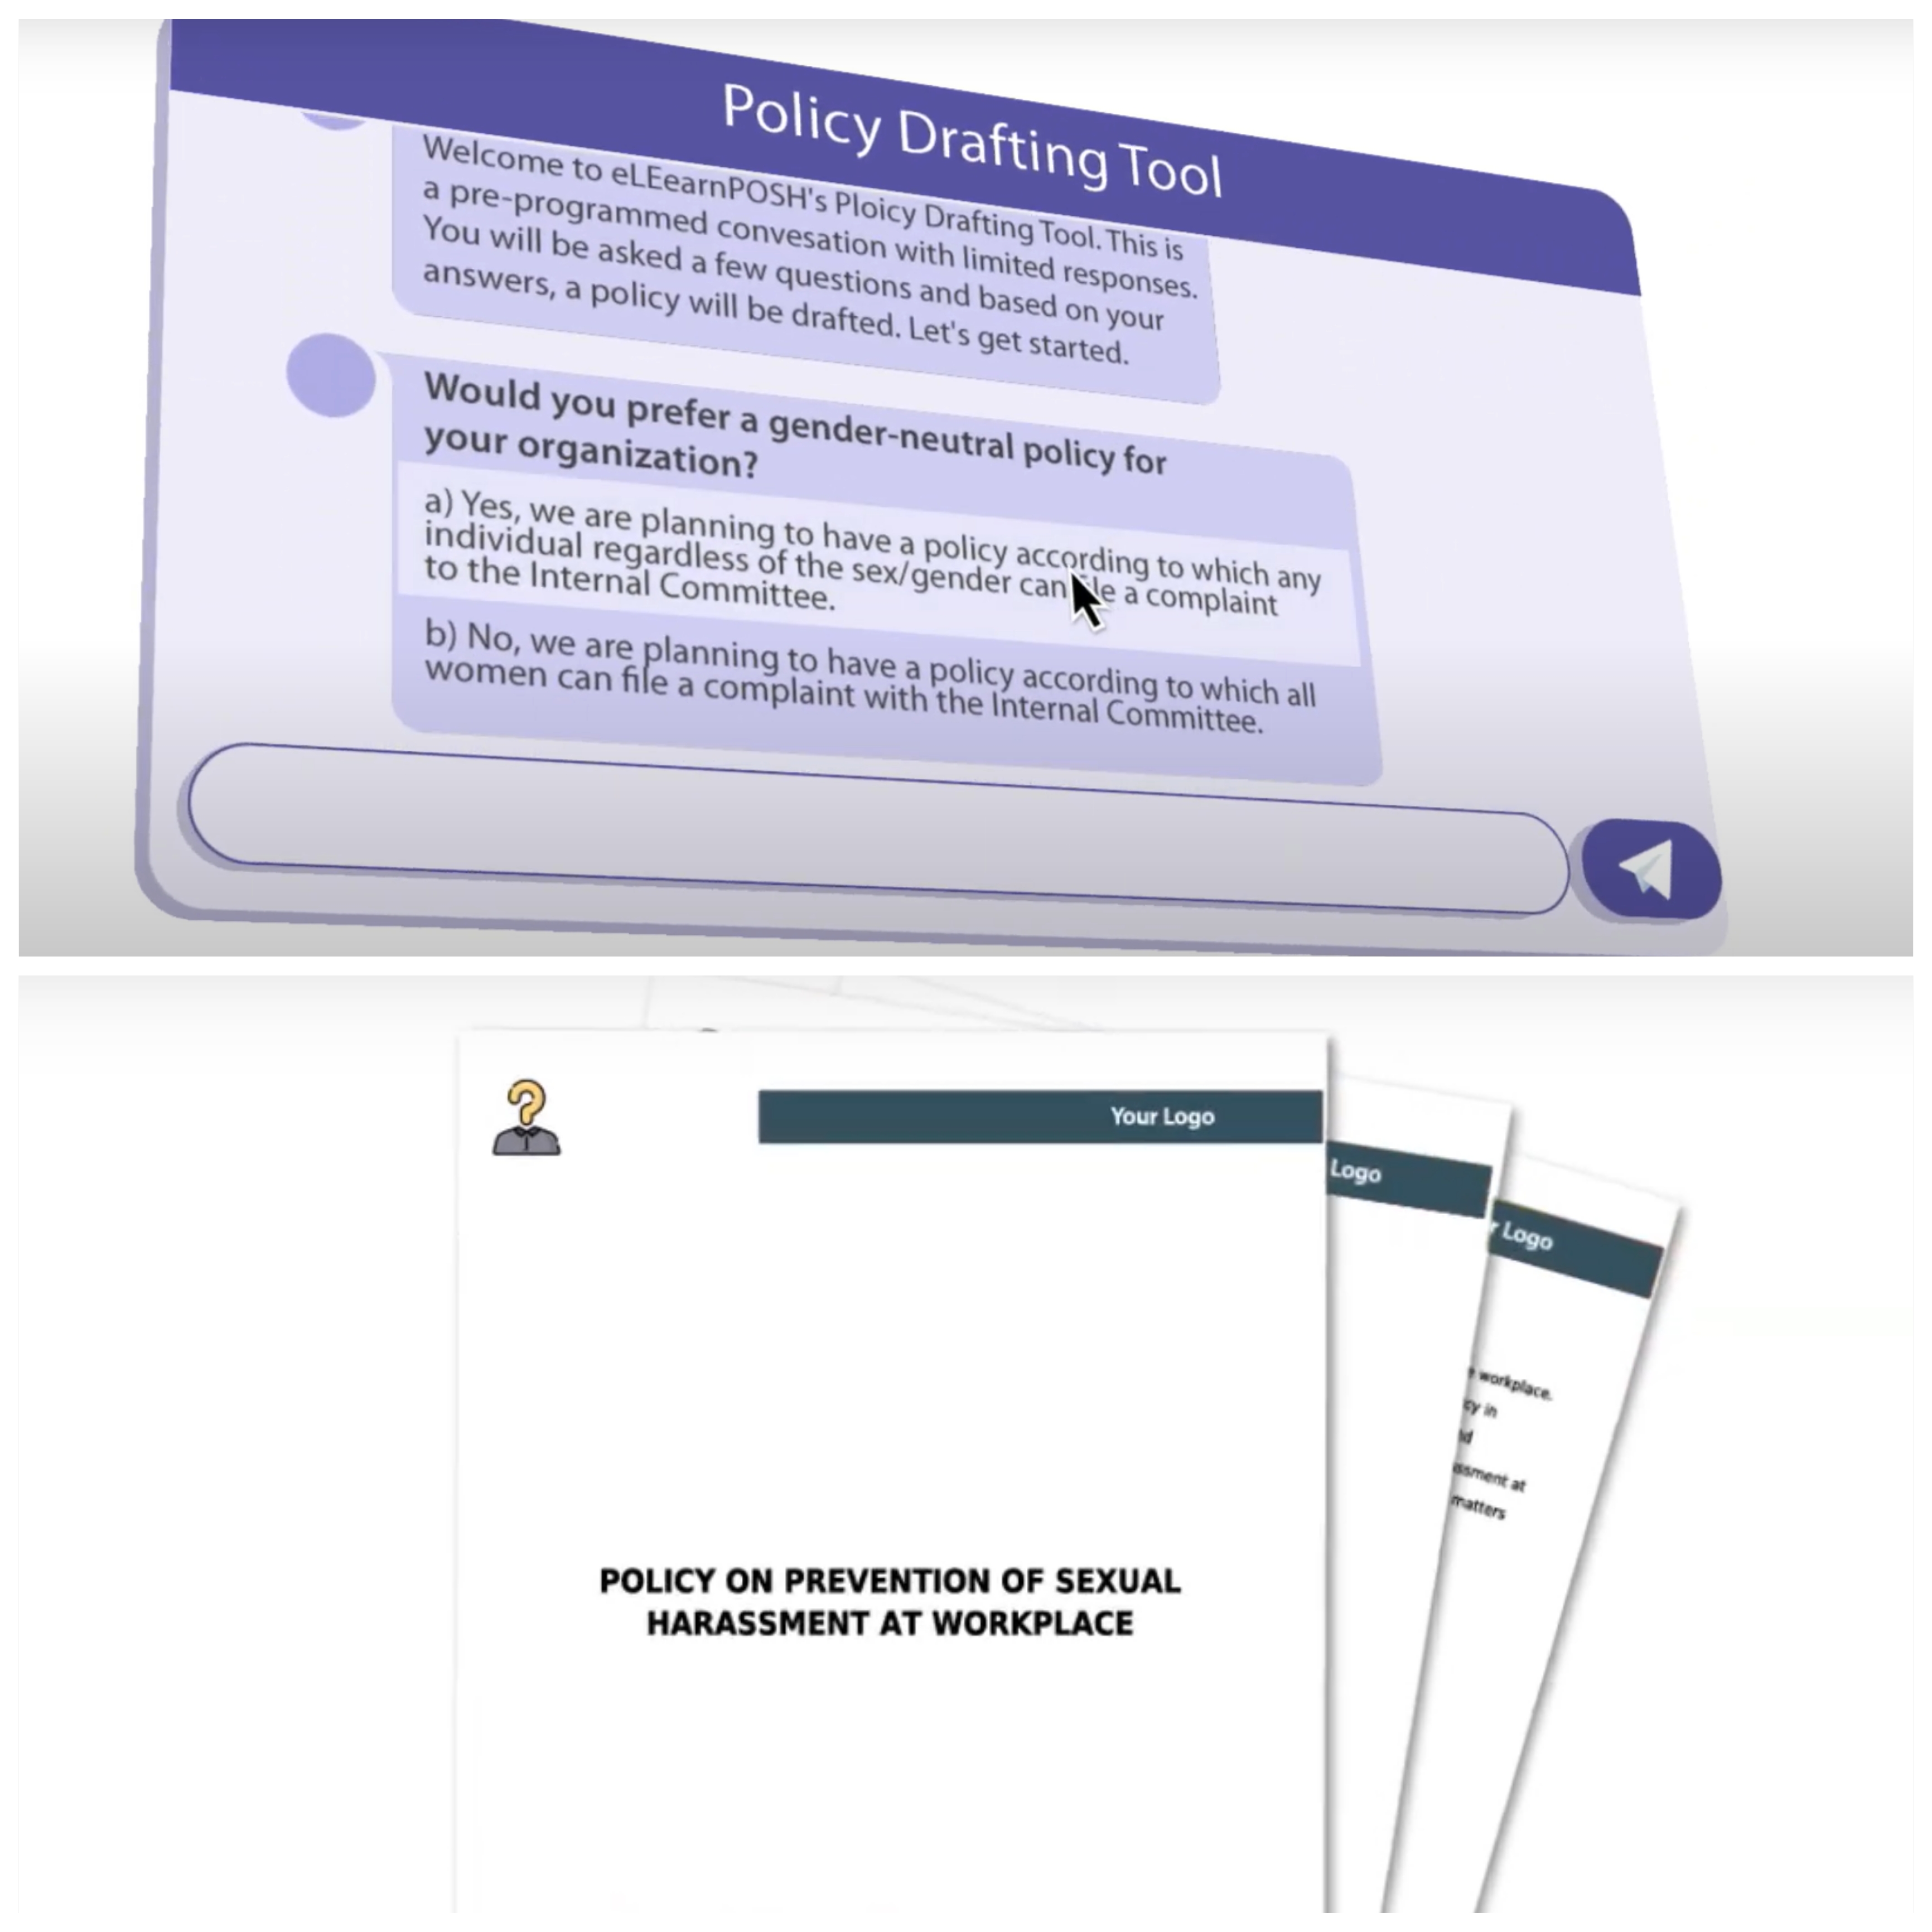 Policy Drafting Tool
Welcome to eLEearnPOSH's Ploicy Drafting Tool. This is
a pre-programmed convesation with limited responses.
You will be asked a few questions and based on your
answers, a policy will be drafted. Let's get started.
Would you prefer a gender-neutral policy for
your organization?
a) Yes, we are planning to have a policy according to which any
individual regardless of the sex/gender can file a complaint
to the Internal Committee.
b) No, we are planning to have a policy according to which all
women can file a complaint with the Internal Committee.
Your Logo
Logo
r Logo
POLICY ON PREVENTION OF SEXUAL
HARASSMENT AT WORKPLACE
workplace.
cy in
ssment at
matters